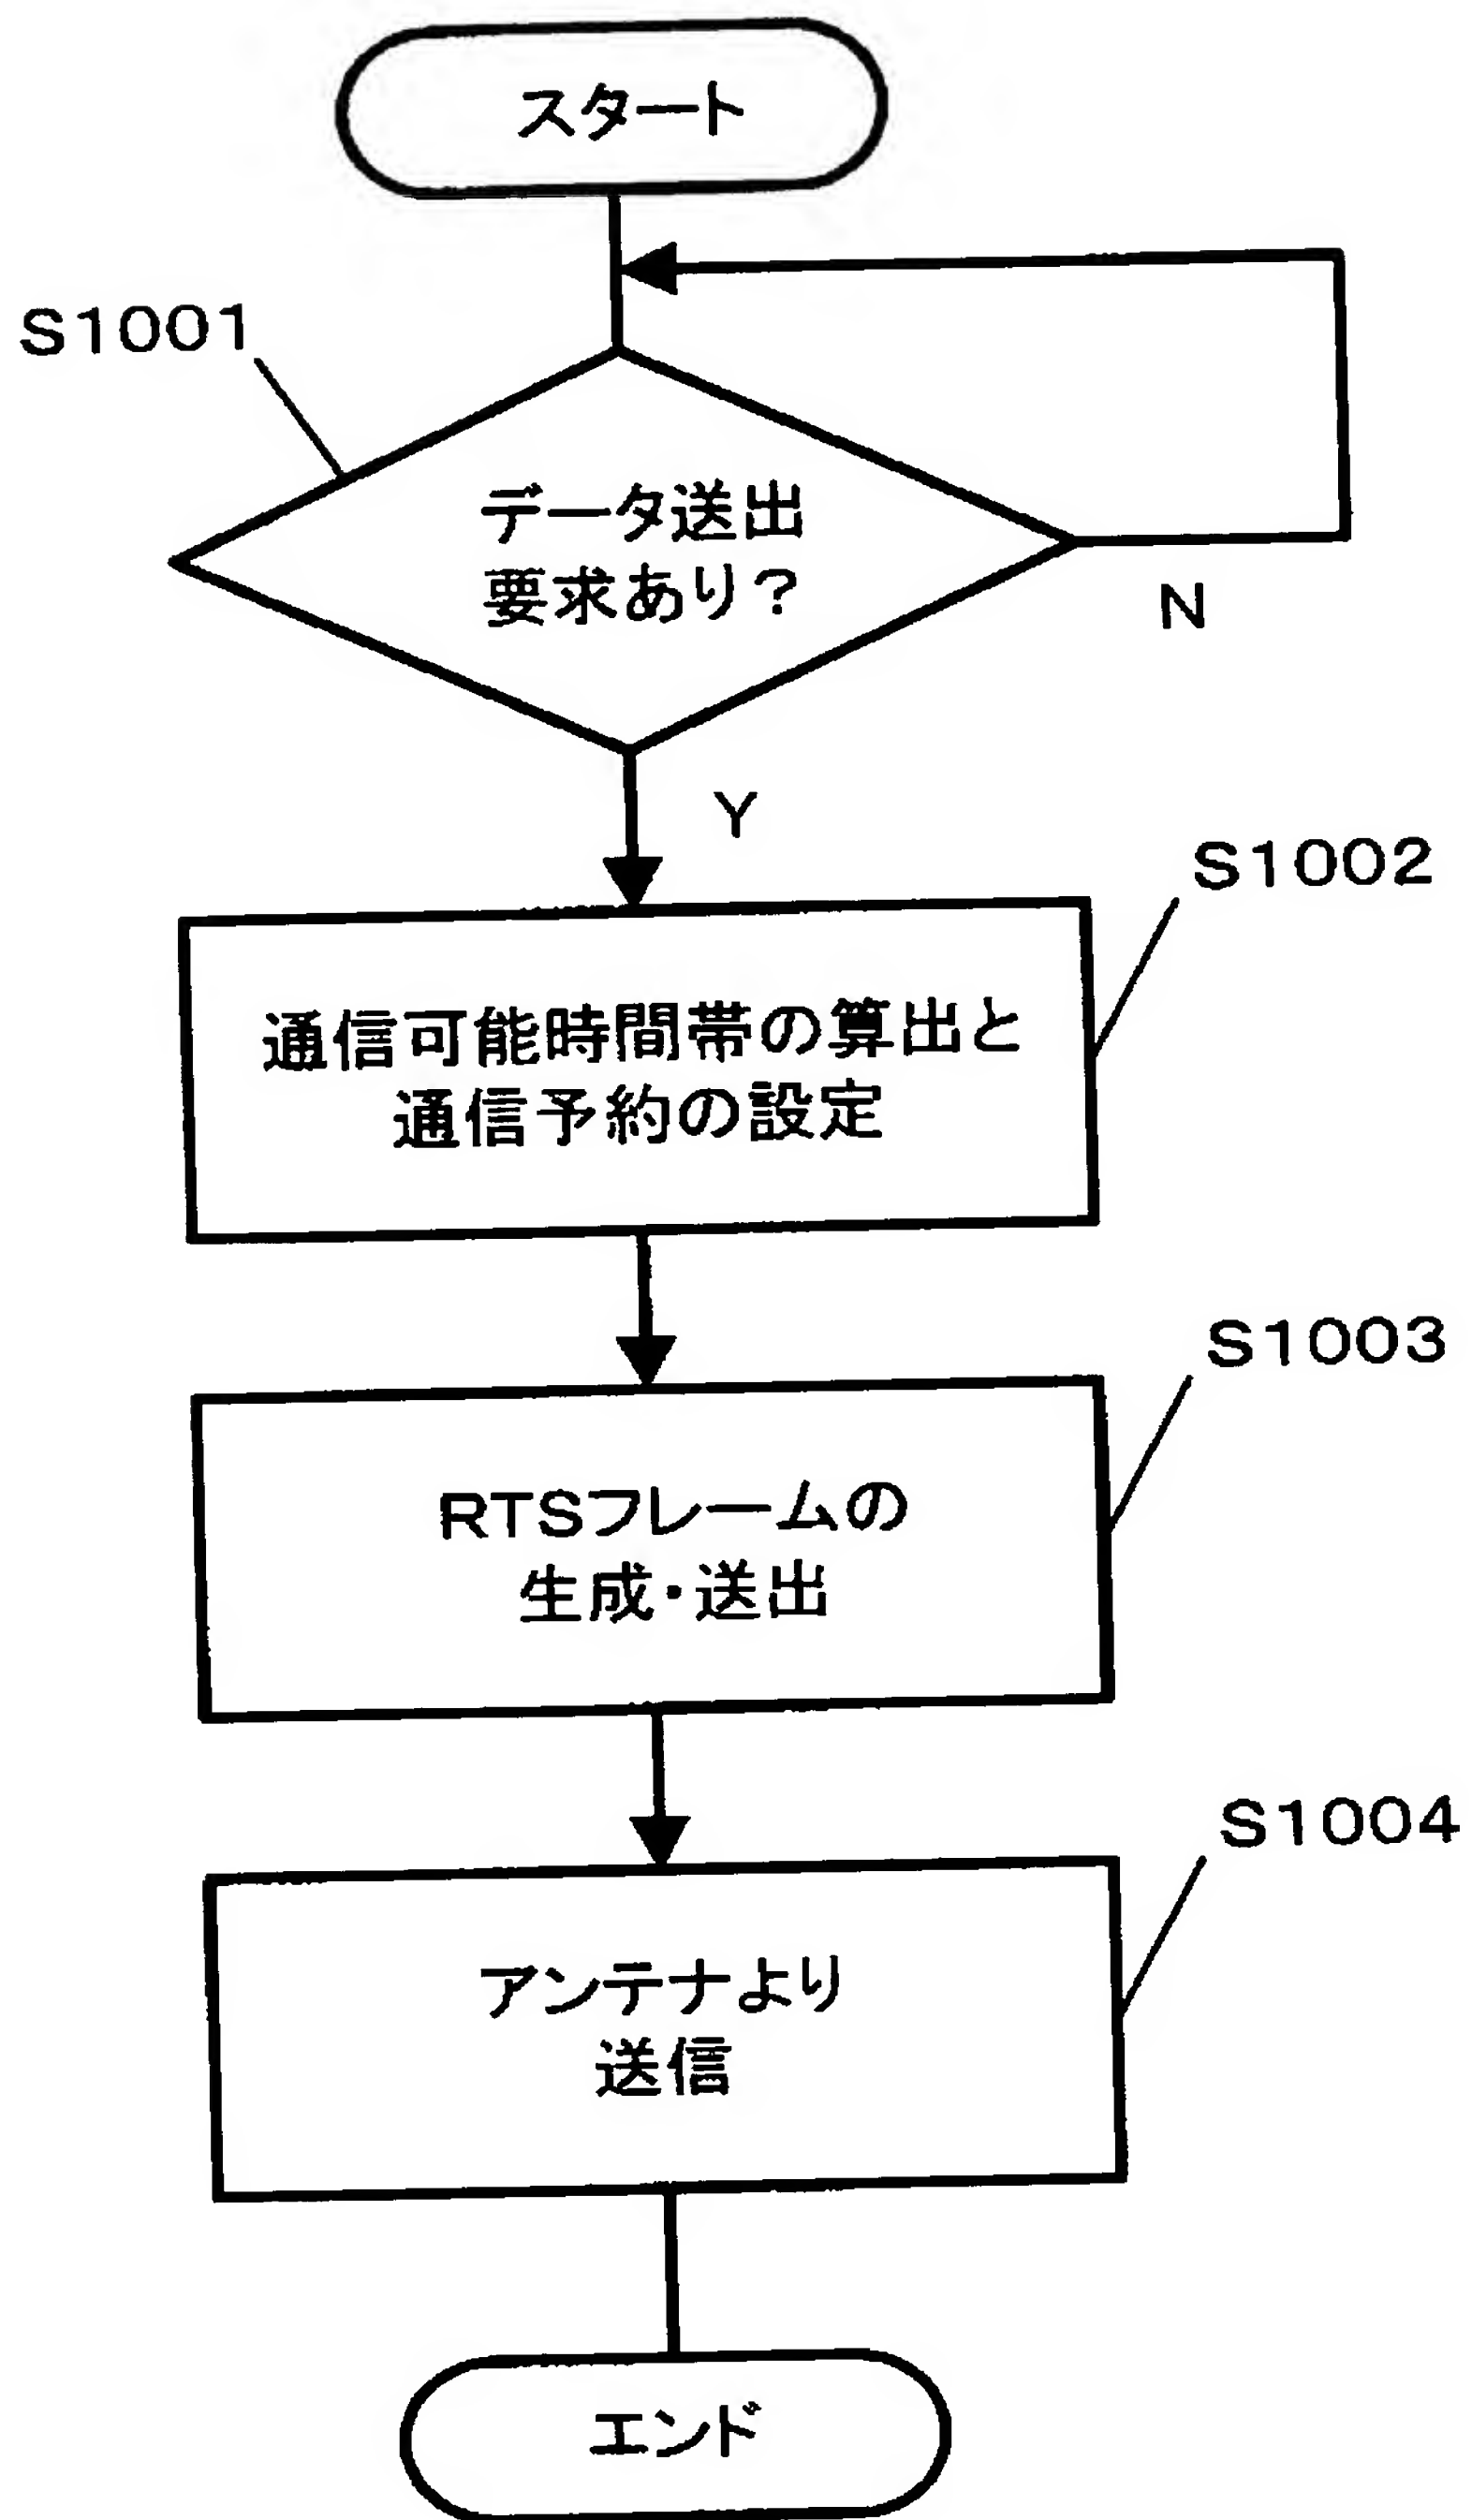 スタート
S1001
データ送出
要求あり?
N
Y
S1002
通信可能時間帯の算出と
通信予約の設定
S1003
RTSフレームの
生成・送出
S1004
アンテナより
送信
エンド